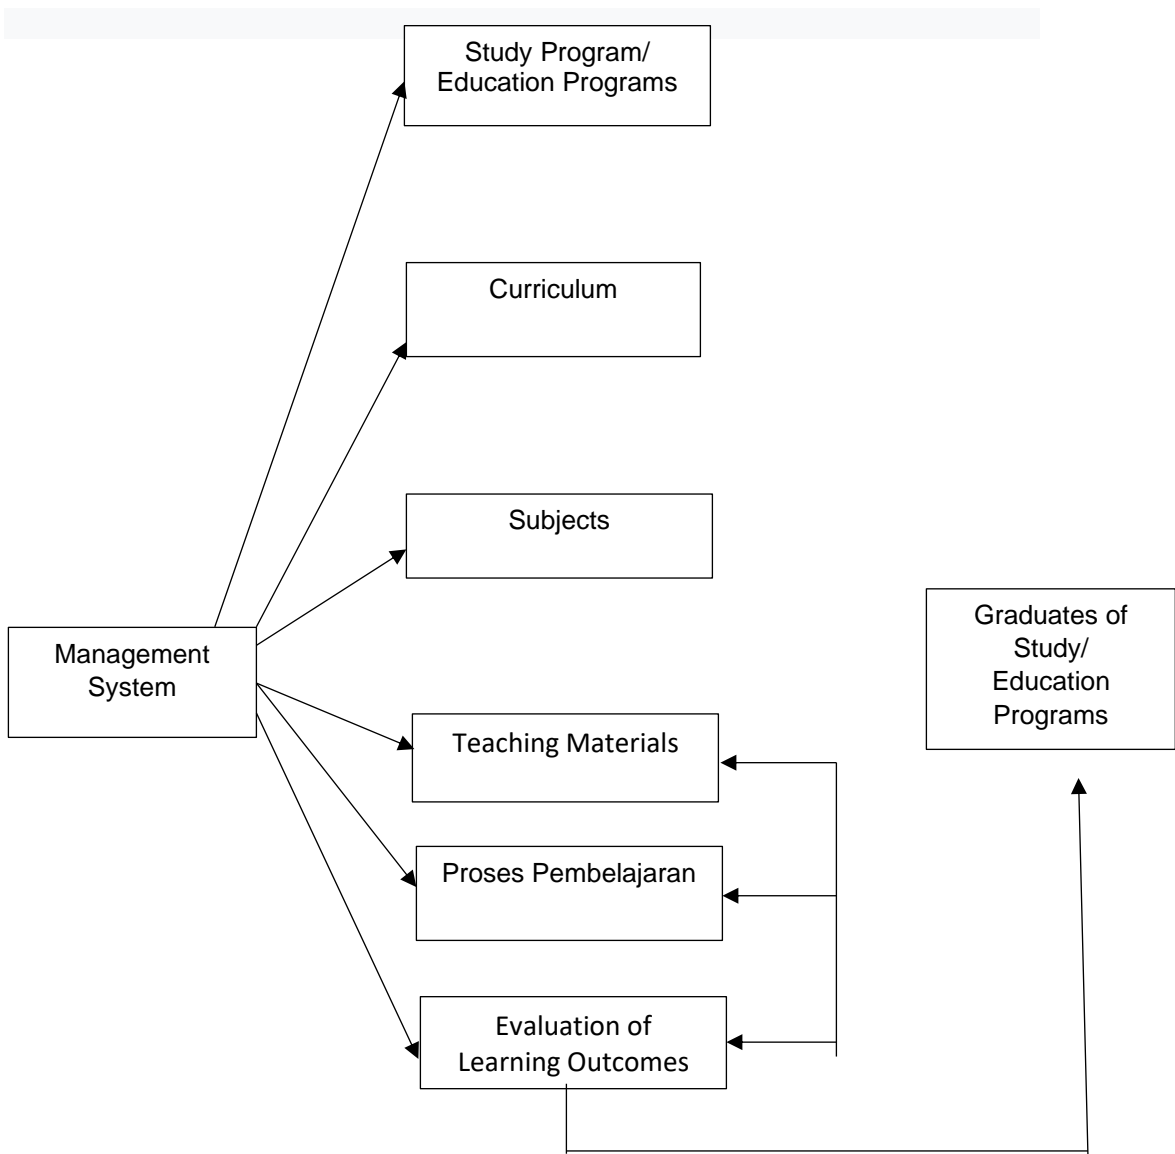 Study Program/
Education Programs
Curriculum
Subjects
Management
System
Graduates of
Study/
Education
Programs
Teaching Materials
Proses Pembelajaran
Evaluation of
Learning Outcomes